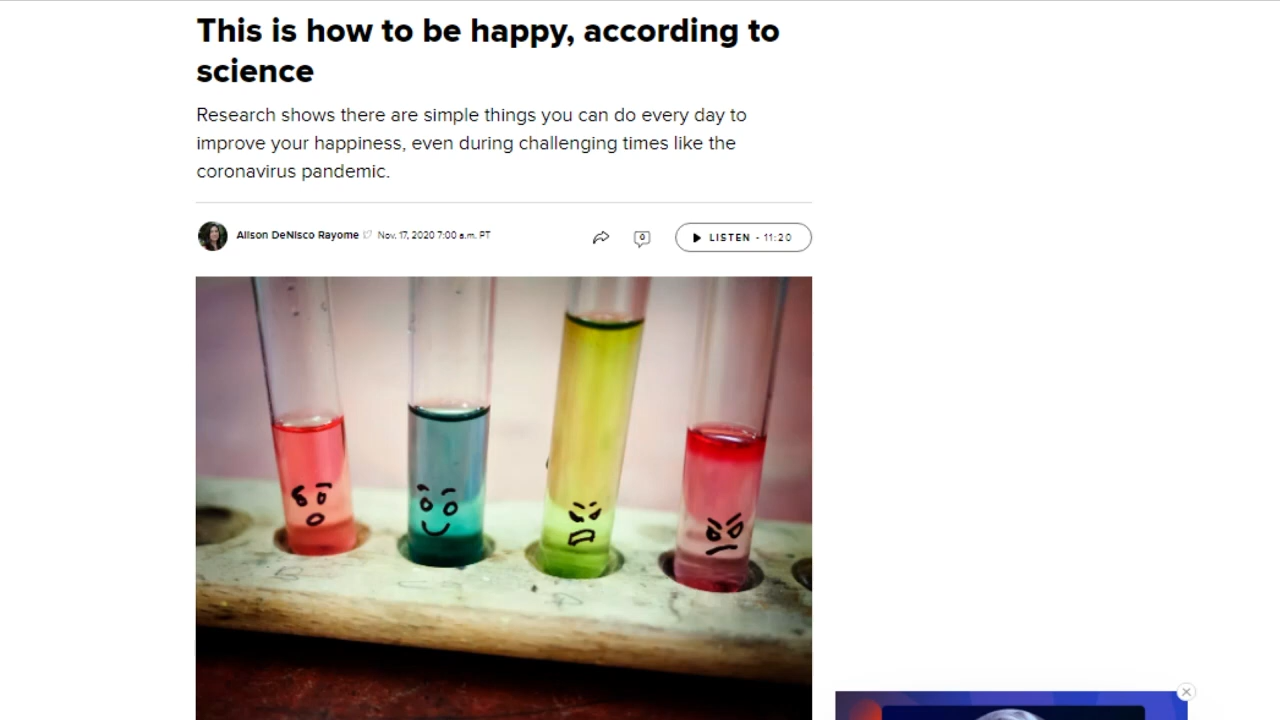 This is how to be happy, according to
science
Research shows there are simple things you can do every day to
improve your happiness, even during challenging times like the
coronavirus pandemic.
Alison DeNisco Rayome Nov. 17, 2020 7:00 a.m. PT
0
LISTEN - 11:20